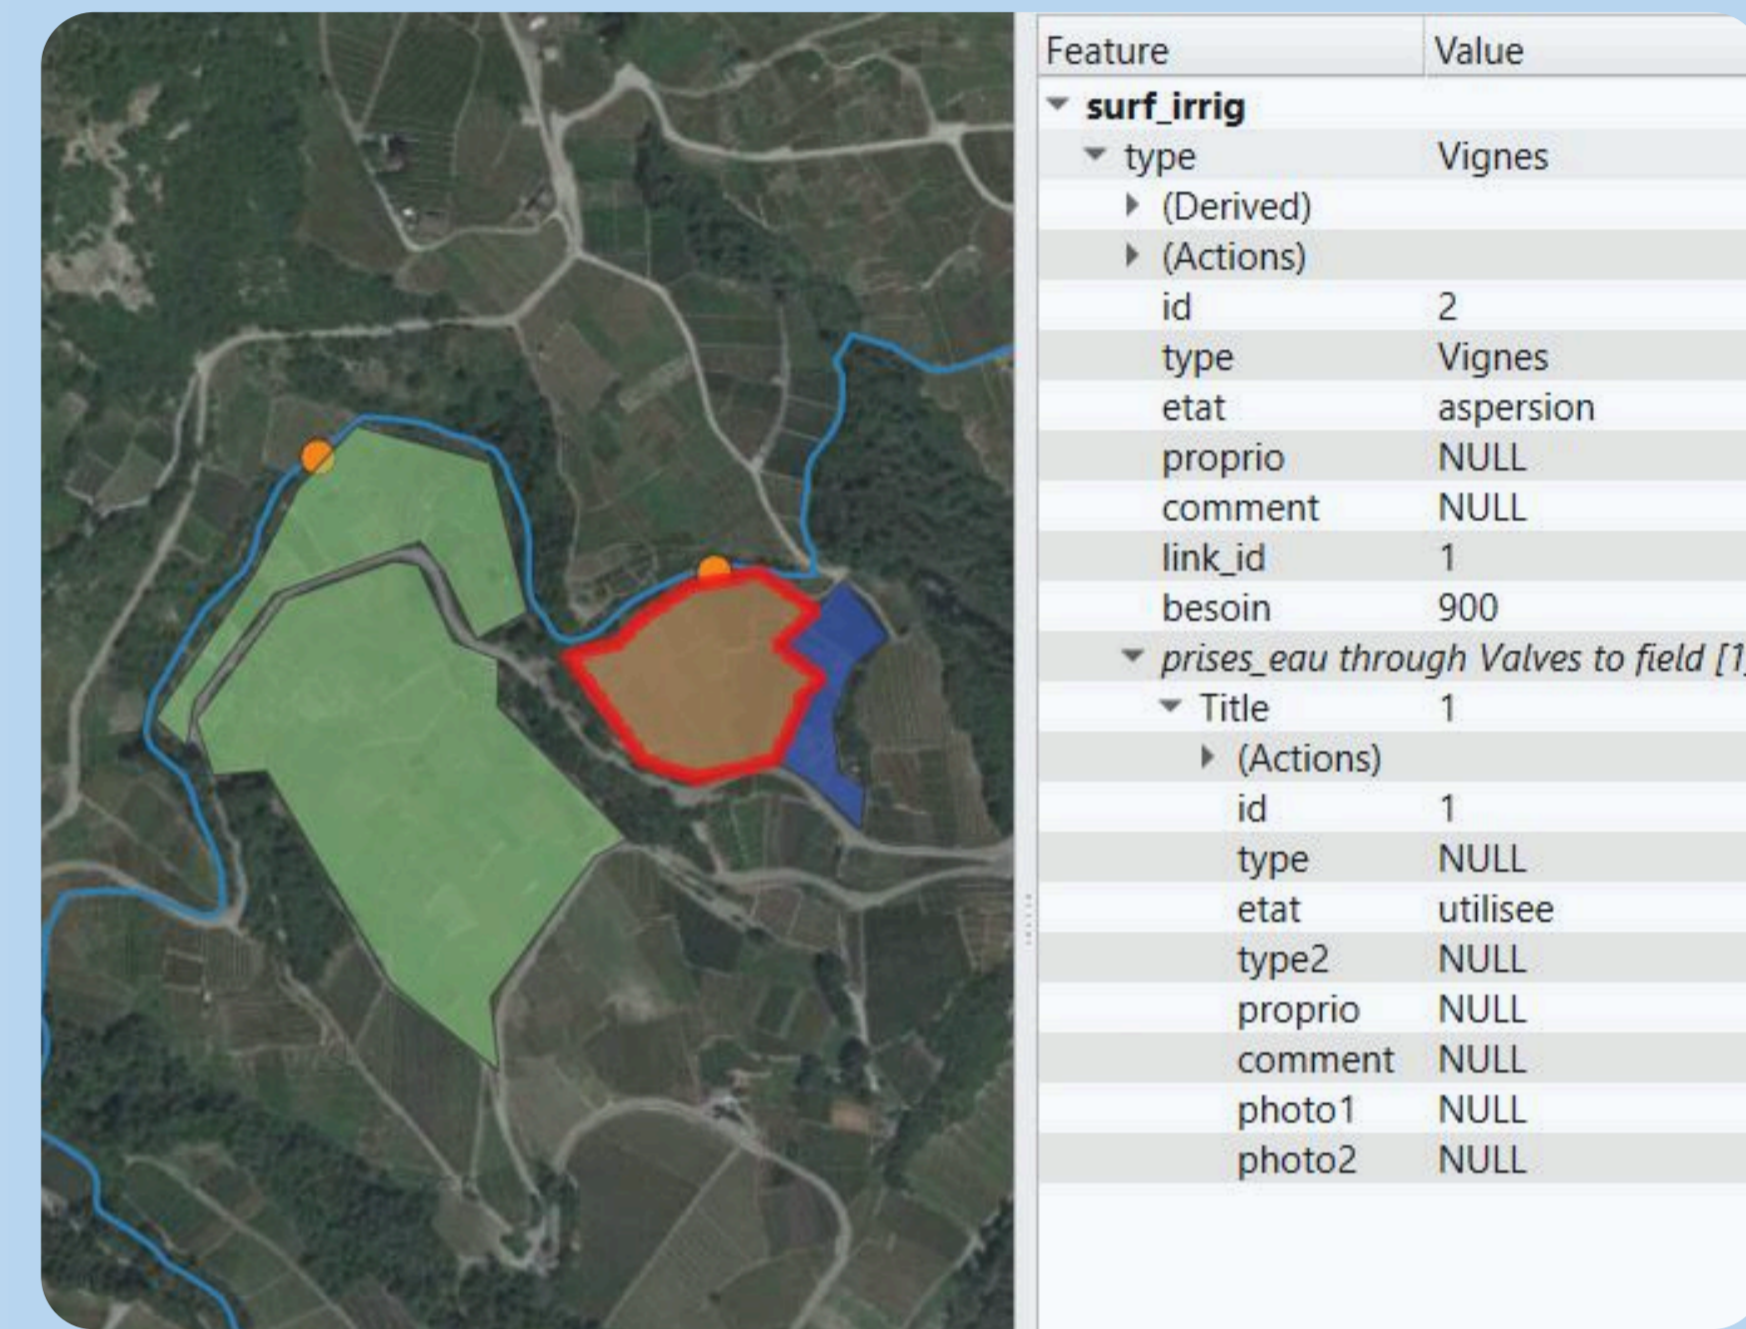 Feature Value
surf_irrig
type Vignes
(Derived)
(Actions)
id 2
type Vignes
etat aspersion
proprio NULL
comment NULL
link_id 1
besoin 900
prises_eau through Valves to field [1
Title 1
(Actions)
id 1
type NULL
etat utilisee
type2 NULL
proprio NULL
comment NULL
photo1 NULL
photo2 NULL